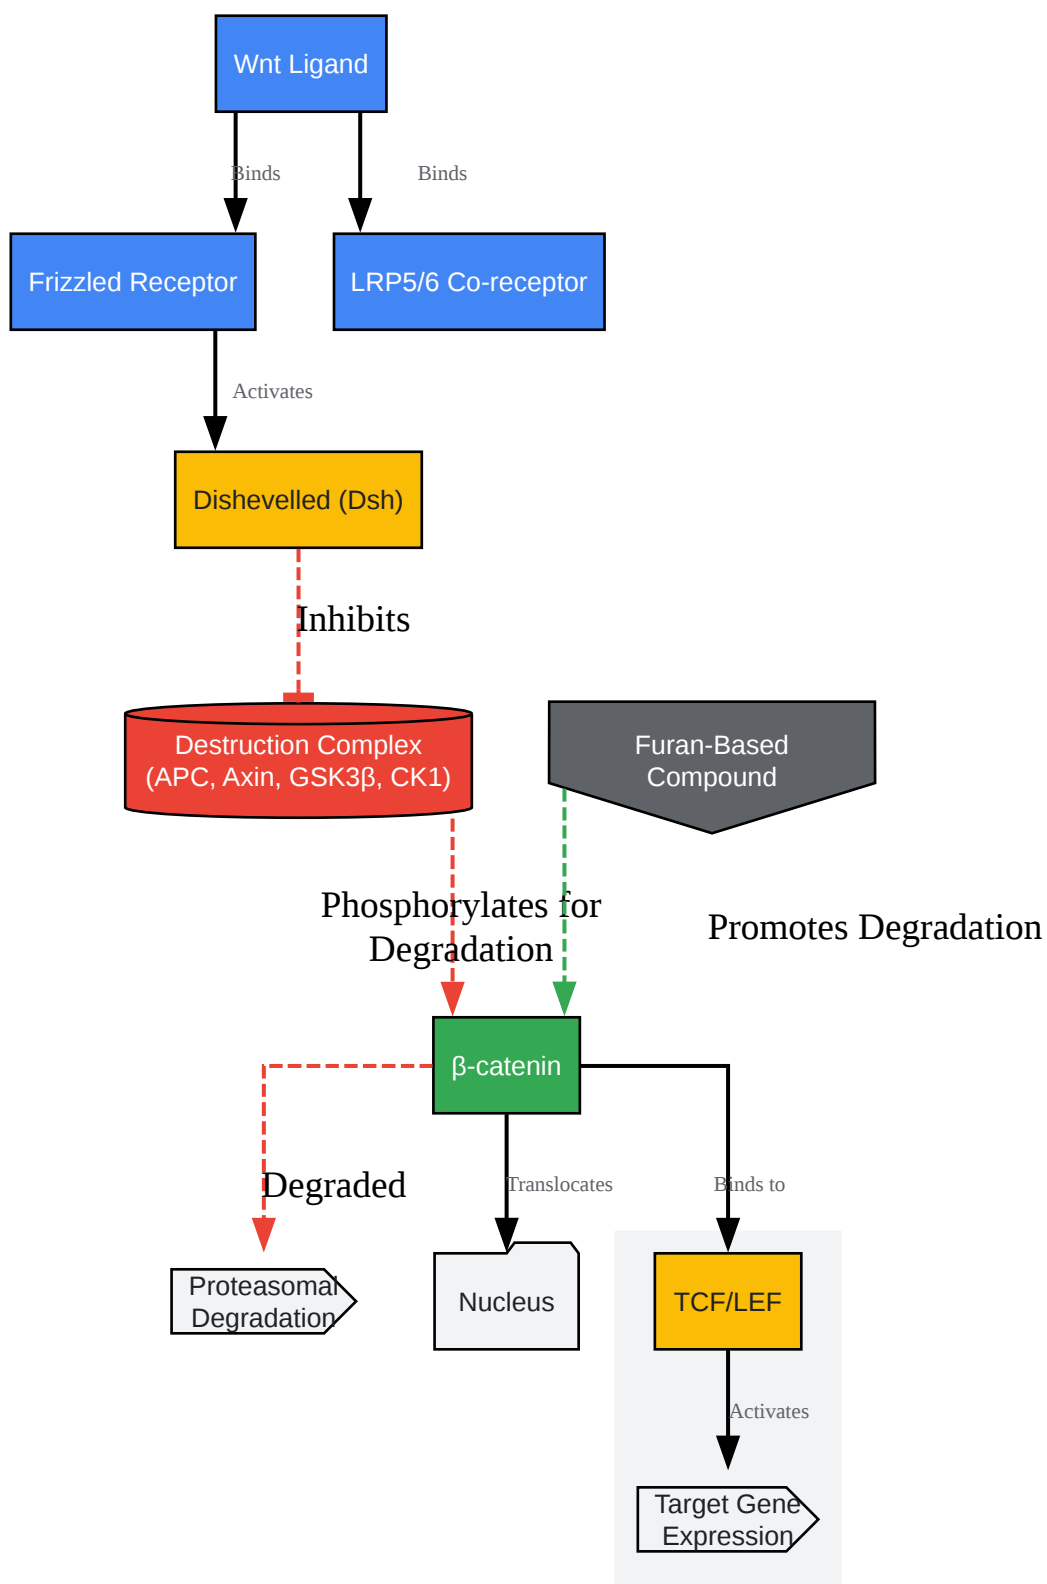 Wnt Ligand
Binds
Binds
Frizzled Receptor
LRP5/6 Co-receptor
Activates
Dishevelled (Dsh)
Inhibits
Destruction Complex
(APC, Axin, GSK3β, CK1)
Furan-Based
Compound
Phosphorylates for
Degradation
Promotes Degradation
β-catenin
Degraded
Translocates
Binds to
Proteasomal
Degradation
Nucleus
TCF/LEF
Activates
Target Gene
Expression